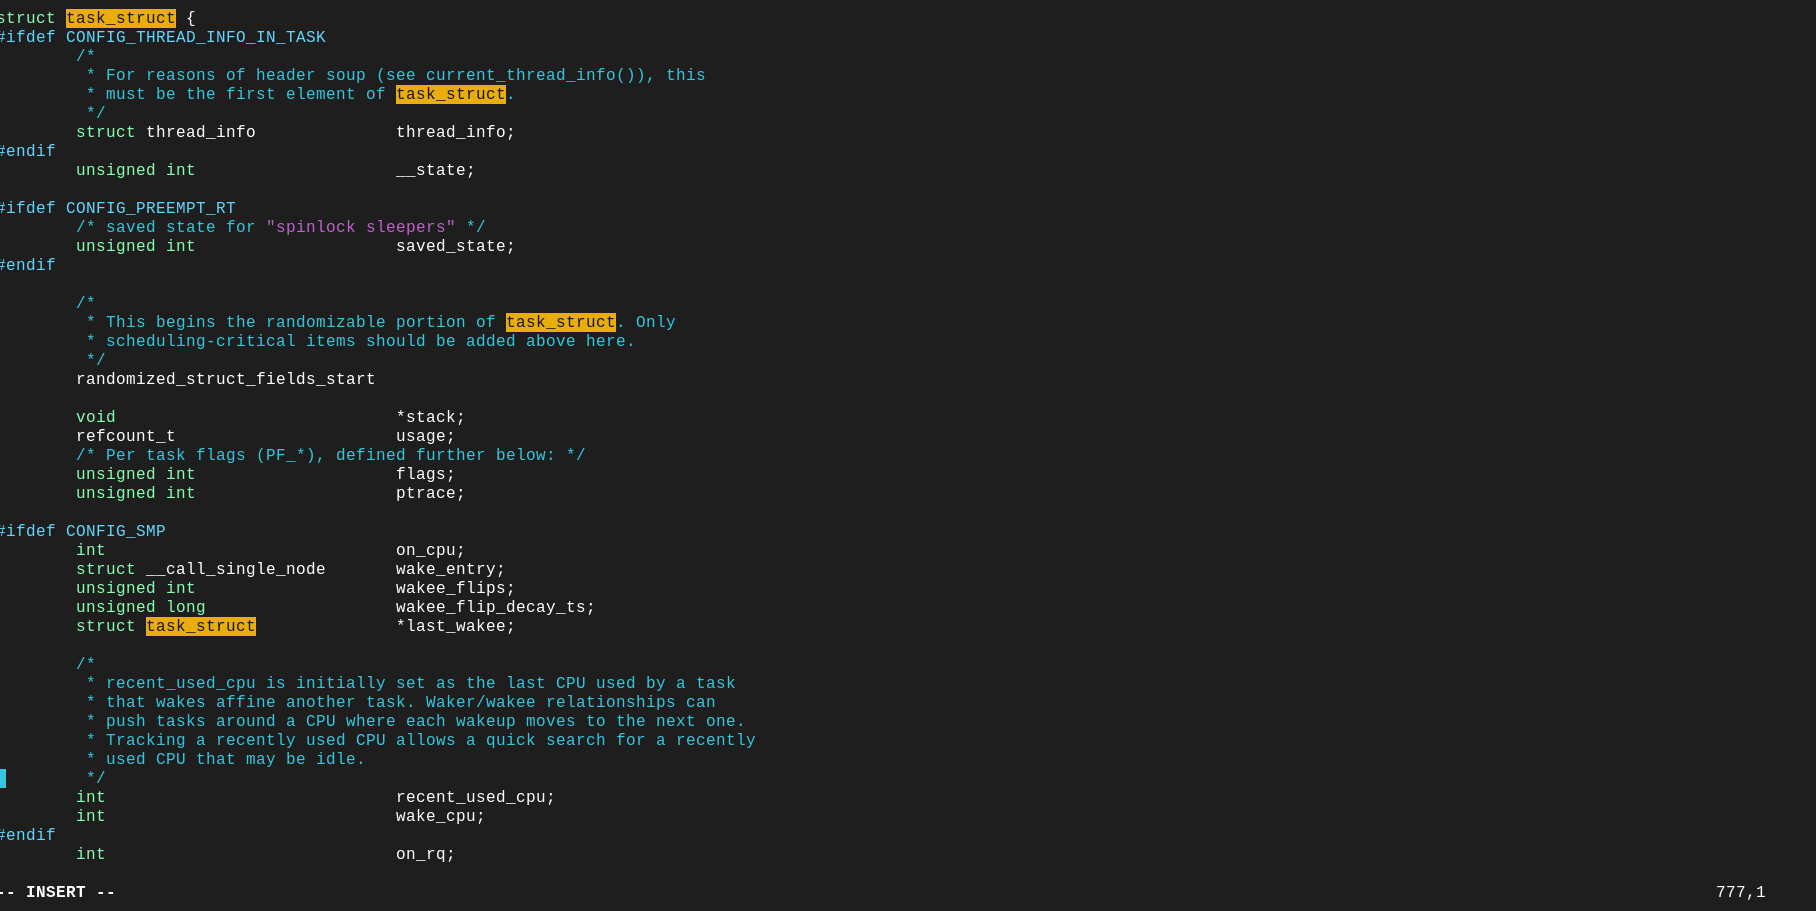 struct task_struct {
#ifdef CONFIG_THREAD_INFO_IN_TASK
        /*
         * For reasons of header soup (see current_thread_info()), this
         * must be the first element of task_struct.
         */
        struct thread_info              thread_info;
#endif
        unsigned int                    __state;

#ifdef CONFIG_PREEMPT_RT
        /* saved state for "spinlock sleepers" */
        unsigned int                    saved_state;
#endif

        /*
         * This begins the randomizable portion of task_struct. Only
         * scheduling-critical items should be added above here.
         */
        randomized_struct_fields_start

        void                            *stack;
        refcount_t                      usage;
        /* Per task flags (PF_*), defined further below: */
        unsigned int                    flags;
        unsigned int                    ptrace;

#ifdef CONFIG_SMP
        int                             on_cpu;
        struct __call_single_node       wake_entry;
        unsigned int                    wakee_flips;
        unsigned long                   wakee_flip_decay_ts;
        struct task_struct              *last_wakee;

        /*
         * recent_used_cpu is initially set as the last CPU used by a task
         * that wakes affine another task. Waker/wakee relationships can
         * push tasks around a CPU where each wakeup moves to the next one.
         * Tracking a recently used CPU allows a quick search for a recently
         * used CPU that may be idle.
         */
        int                             recent_used_cpu;
        int                             wake_cpu;
#endif
        int                             on_rq;

-- INSERT -- 777,1